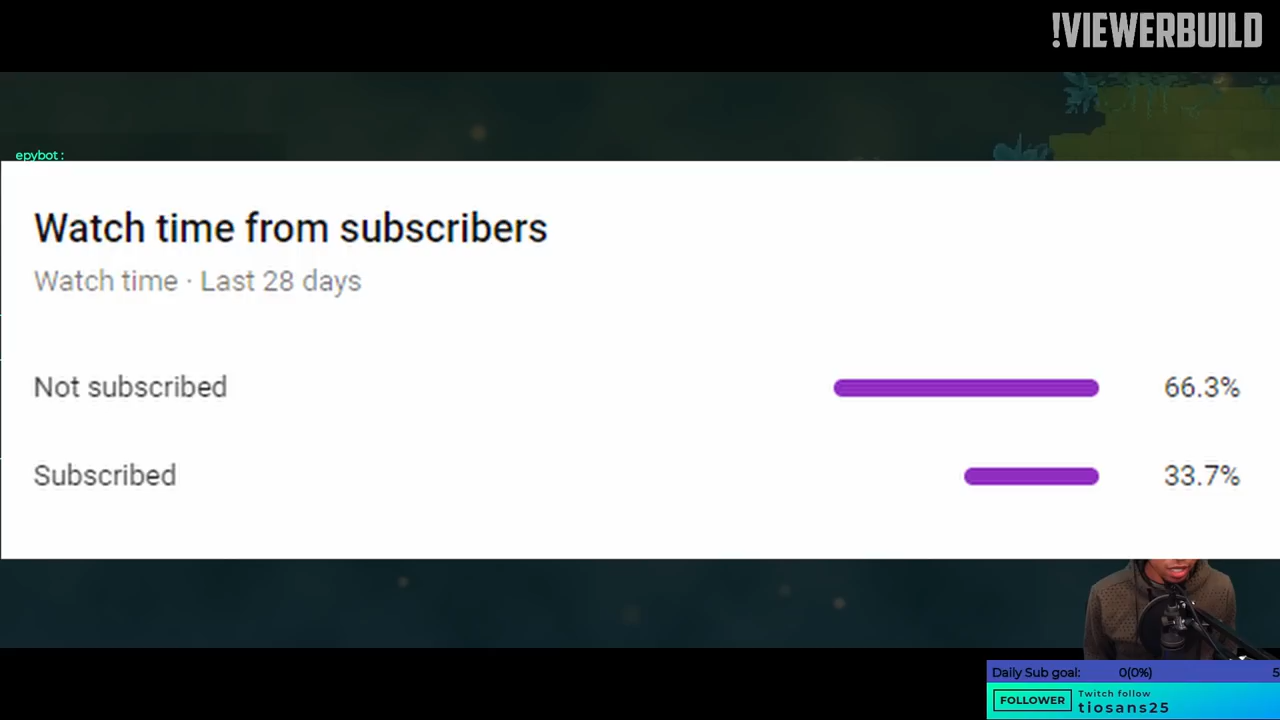 !VIEWERBUILD
epybot :
Watch time from subscribers
Watch time · Last 28 days
Not subscribed 66.3%
Subscribed 33.7%
Daily Sub goal: 0(0%) 5
FOLLOWER
Twitch follow
tiosans25